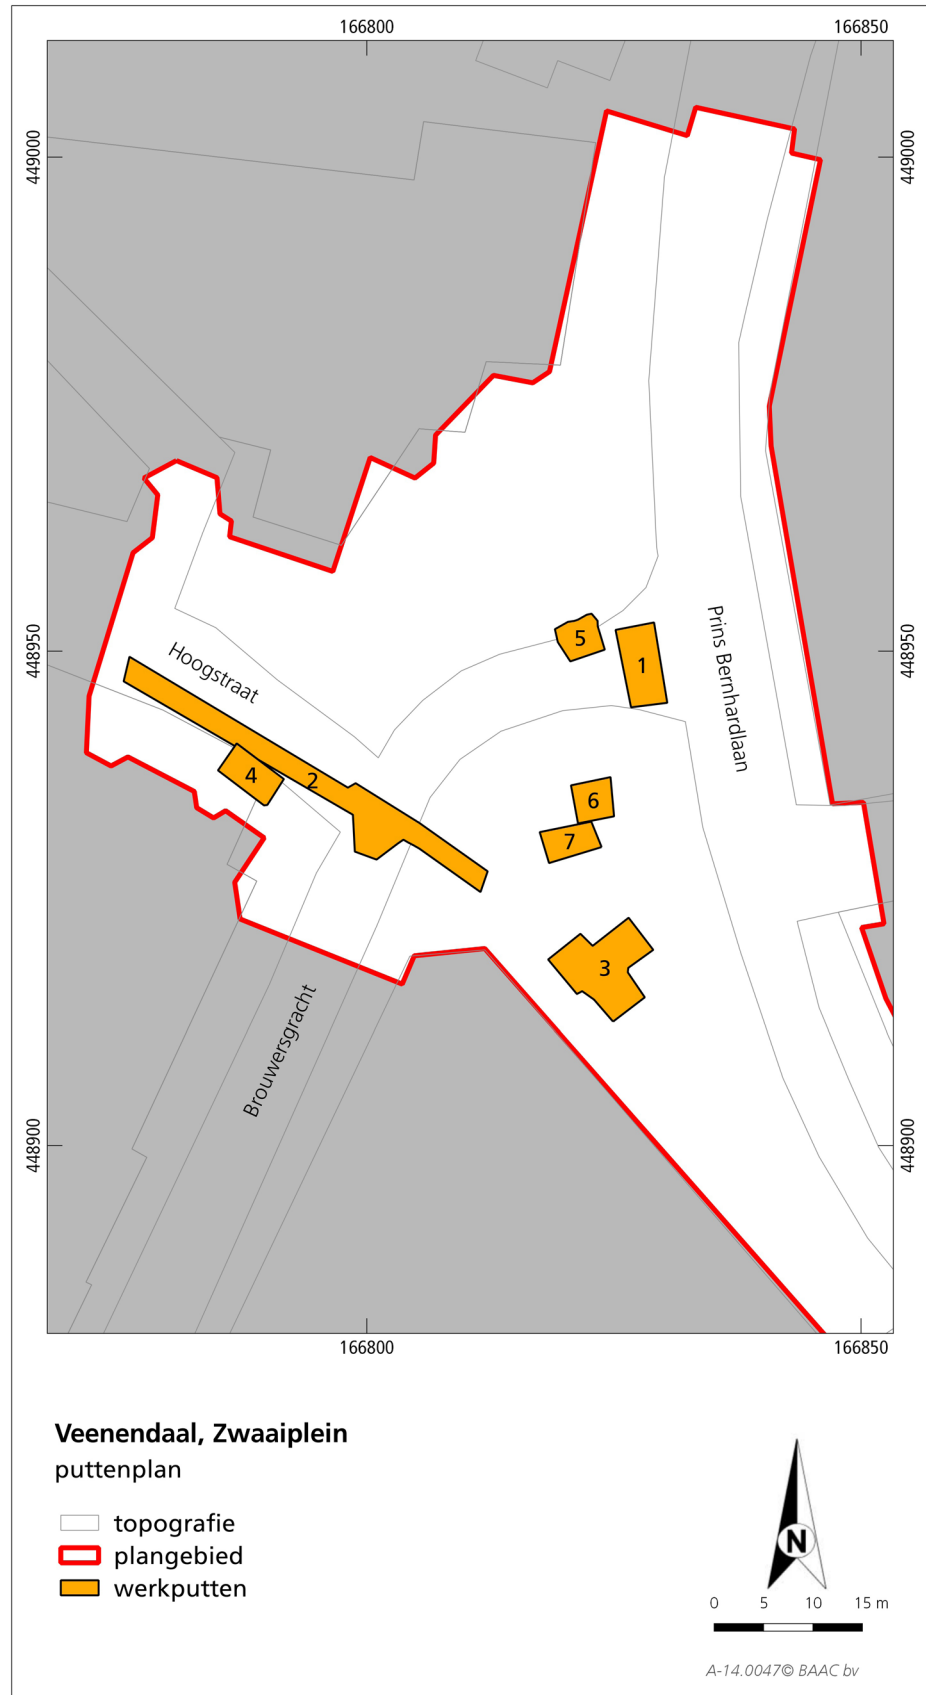 166800
166850
449000
449000
448950
448950
Hoogstraat
Prins Bernhardlaan
5
1
4
2
6
7
3
Brouwersgracht
448900
448900
166800
166850
Veenendaal, Zwaaiplein
puttenplan
topografie
plangebied
werkputten
N
0 5 10 15 m
A-14.0047© BAAC bv